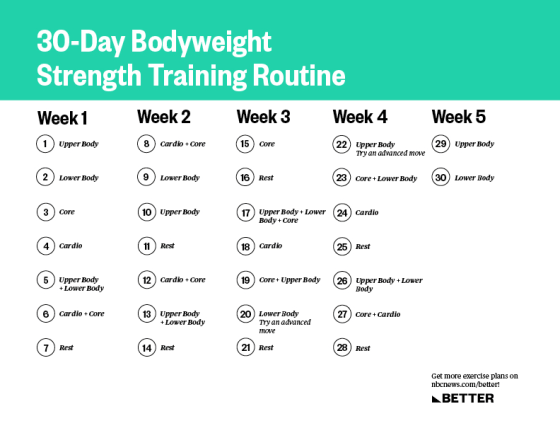 30-Day Bodyweight
Strength Training Routine
Week 1
1 Upper Body
2 Lower Body
3 Core
4 Cardio
5 Upper Body
+ Lower Body
6 Cardio + Core
7 Rest
Week 2
8 Cardio + Core
9 Lower Body
10 Upper Body
11 Rest
12 Cardio + Core
13 Upper Body
+ Lower Body
14 Rest
Week 3
15 Core
16 Rest
17 Upper Body + Lower
Body + Core
18 Cardio
19 Core + Upper Body
20 Lower Body
Try an advanced
move
21 Rest
Week 4
22 Upper Body
Try an advanced move
23 Core + Lower Body
24 Cardio
25 Rest
26 Upper Body + Lower
Body
27 Core + Cardio
28 Rest
Week 5
29 Upper Body
30 Lower Body
Get more exercise plans on
nbcnews.com/better!
BETTER